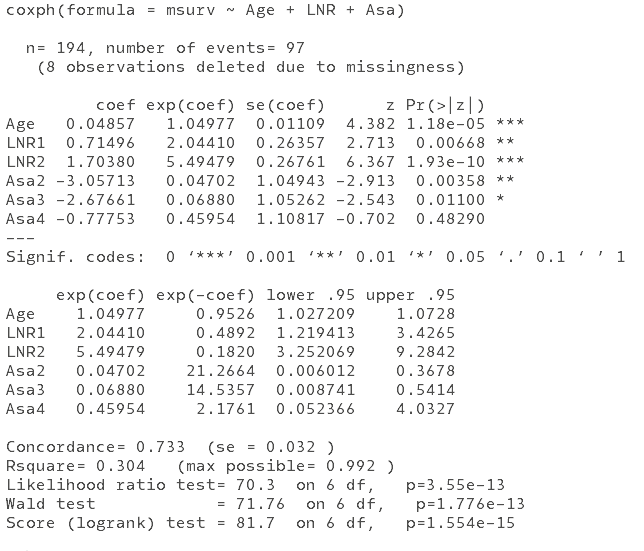 coxph(formula = msurv ~ Age + LNR + Asa)
n= 194, number of events= 97
(8 observations deleted due to missingness)
coef exp(coef) se(coef) z Pr(>|z|)
Age 0.04857 1.04977 0.01109 4.382 1.18e-05 ***
LNR1 0.71496 2.04410 0.26357 2.713 0.00668 **
LNR2 1.70380 5.49479 0.26761 6.367 1.93e-10 ***
Asa2 -3.05713 0.04702 1.04943 -2.913 0.00358 **
Asa3 -2.67661 0.06880 1.05262 -2.543 0.01100 *
Asa4 -0.77753 0.45954 1.10817 -0.702 0.48290
---
Signif. codes: 0 ‘***’ 0.001 ‘**’ 0.01 ‘*’ 0.05 ‘.’ 0.1 ‘ ’ 1
exp(coef) exp(-coef) lower .95 upper .95
Age 1.04977 0.9526 1.027209 1.0728
LNR1 2.04410 0.4892 1.219413 3.4265
LNR2 5.49479 0.1820 3.252069 9.2842
Asa2 0.04702 21.2664 0.006012 0.3678
Asa3 0.06880 14.5357 0.008741 0.5414
Asa4 0.45954 2.1761 0.052366 4.0327
Concordance= 0.733 (se = 0.032 )
Rsquare= 0.304 (max possible= 0.992 )
Likelihood ratio test= 70.3 on 6 df, p=3.55e-13
Wald test = 71.76 on 6 df, p=1.776e-13
Score (logrank) test = 81.7 on 6 df, p=1.554e-15